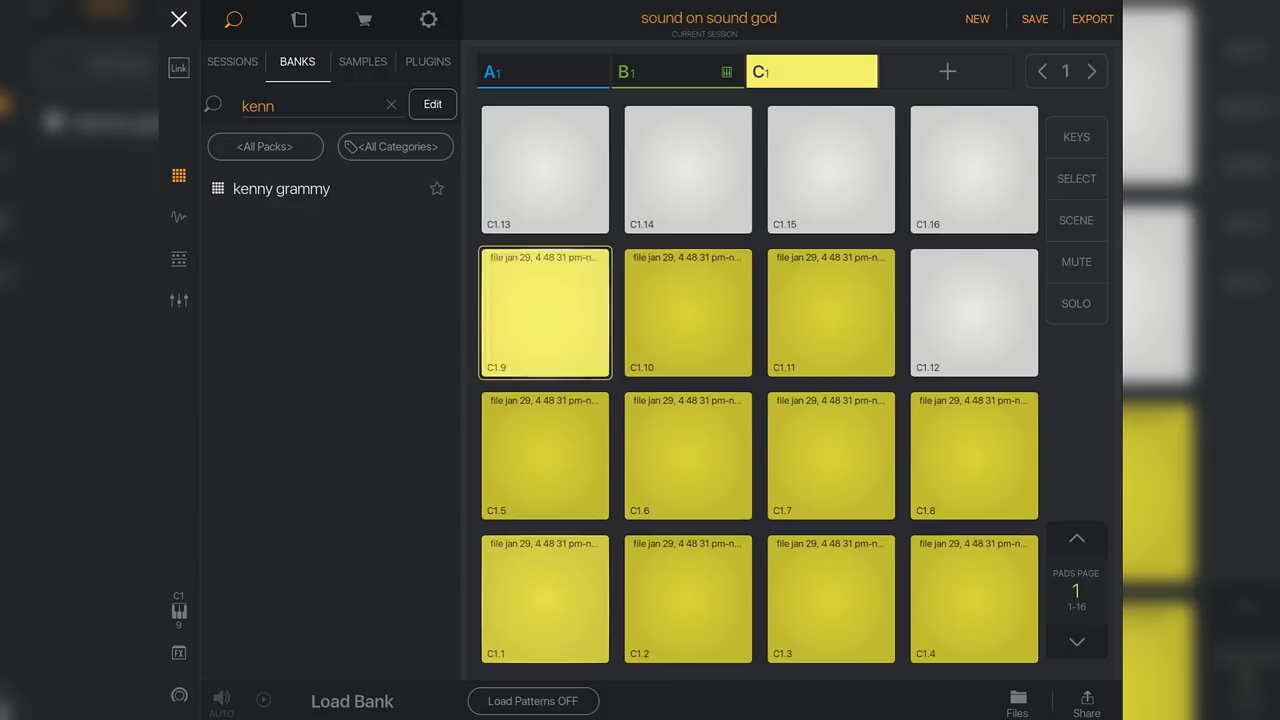 sound on sound god
CURRENT SESSION
NEW
SAVE
EXPORT
Link
SESSIONS
BANKS
SAMPLES
PLUGINS
A1
B1
C1
1
kenn
Edit
<All Packs>
<All Categories>
kenny grammy
C1.13
C1.14
C1.15
C1.16
KEYS
SELECT
SCENE
MUTE
SOLO
file jan 29, 4 48 31 pm-n...
file jan 29, 4 48 31 pm-n...
file jan 29, 4 48 31 pm-n...
C1.9
C1.10
C1.11
C1.12
file jan 29, 4 48 31 pm-n...
file jan 29, 4 48 31 pm-n...
file jan 29, 4 48 31 pm-n...
file jan 29, 4 48 31 pm-n...
C1.5
C1.6
C1.7
C1.8
file jan 29, 4 48 31 pm-n...
file jan 29, 4 48 31 pm-n...
file jan 29, 4 48 31 pm-n...
file jan 29, 4 48 31 pm-n...
C1.1
C1.2
C1.3
C1.4
PADS PAGE
1
1-16
C1
9
FX
AUTO
Load Bank
Load Patterns OFF
Files
Share